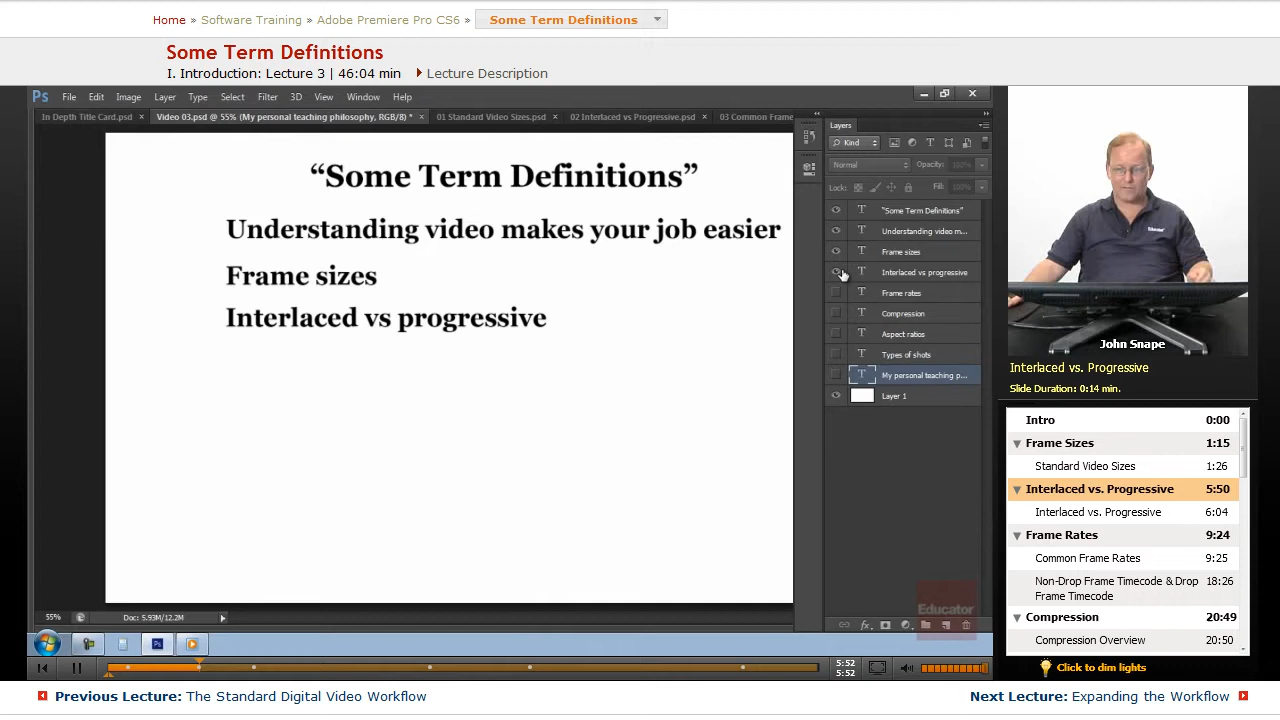 Home » Software Training » Adobe Premiere Pro CS6 » Some Term Definitions
Some Term Definitions
I. Introduction: Lecture 3 | 46:04 min Lecture Description
Ps File Edit Image Layer Type Select Filter 3D View Window Help
In Depth Title Card.psd × Video 03.psd @ 55% (My personal teaching philosophy, RGB/8) * × 01 Standard Video Sizes.psd × 02 Interlaced vs Progressive.psd × 03 Common Frame
“Some Term Definitions”
Understanding video makes your job easier
Frame sizes
Interlaced vs progressive
55% Doc: 5.93M/12.2M
Layers
Kind
Normal Opacity: 100%
Lock: Fill: 100%
T "Some Term Definitions"
T Understanding video m...
T Frame sizes
T Interlaced vs progressive
T Frame rates
T Compression
T Aspect ratios
T Types of shots
T My personal teaching p...
Layer 1
fx
Educator
John Snape
Interlaced vs. Progressive
Slide Duration: 0:14 min.
Intro 0:00
Frame Sizes 1:15
Standard Video Sizes 1:26
Interlaced vs. Progressive 5:50
Interlaced vs. Progressive 6:04
Frame Rates 9:24
Common Frame Rates 9:25
Non-Drop Frame Timecode & Drop 18:26
Frame Timecode
Compression 20:49
Compression Overview 20:50
5:52
5:52
Click to dim lights
Previous Lecture: The Standard Digital Video Workflow
Next Lecture: Expanding the Workflow